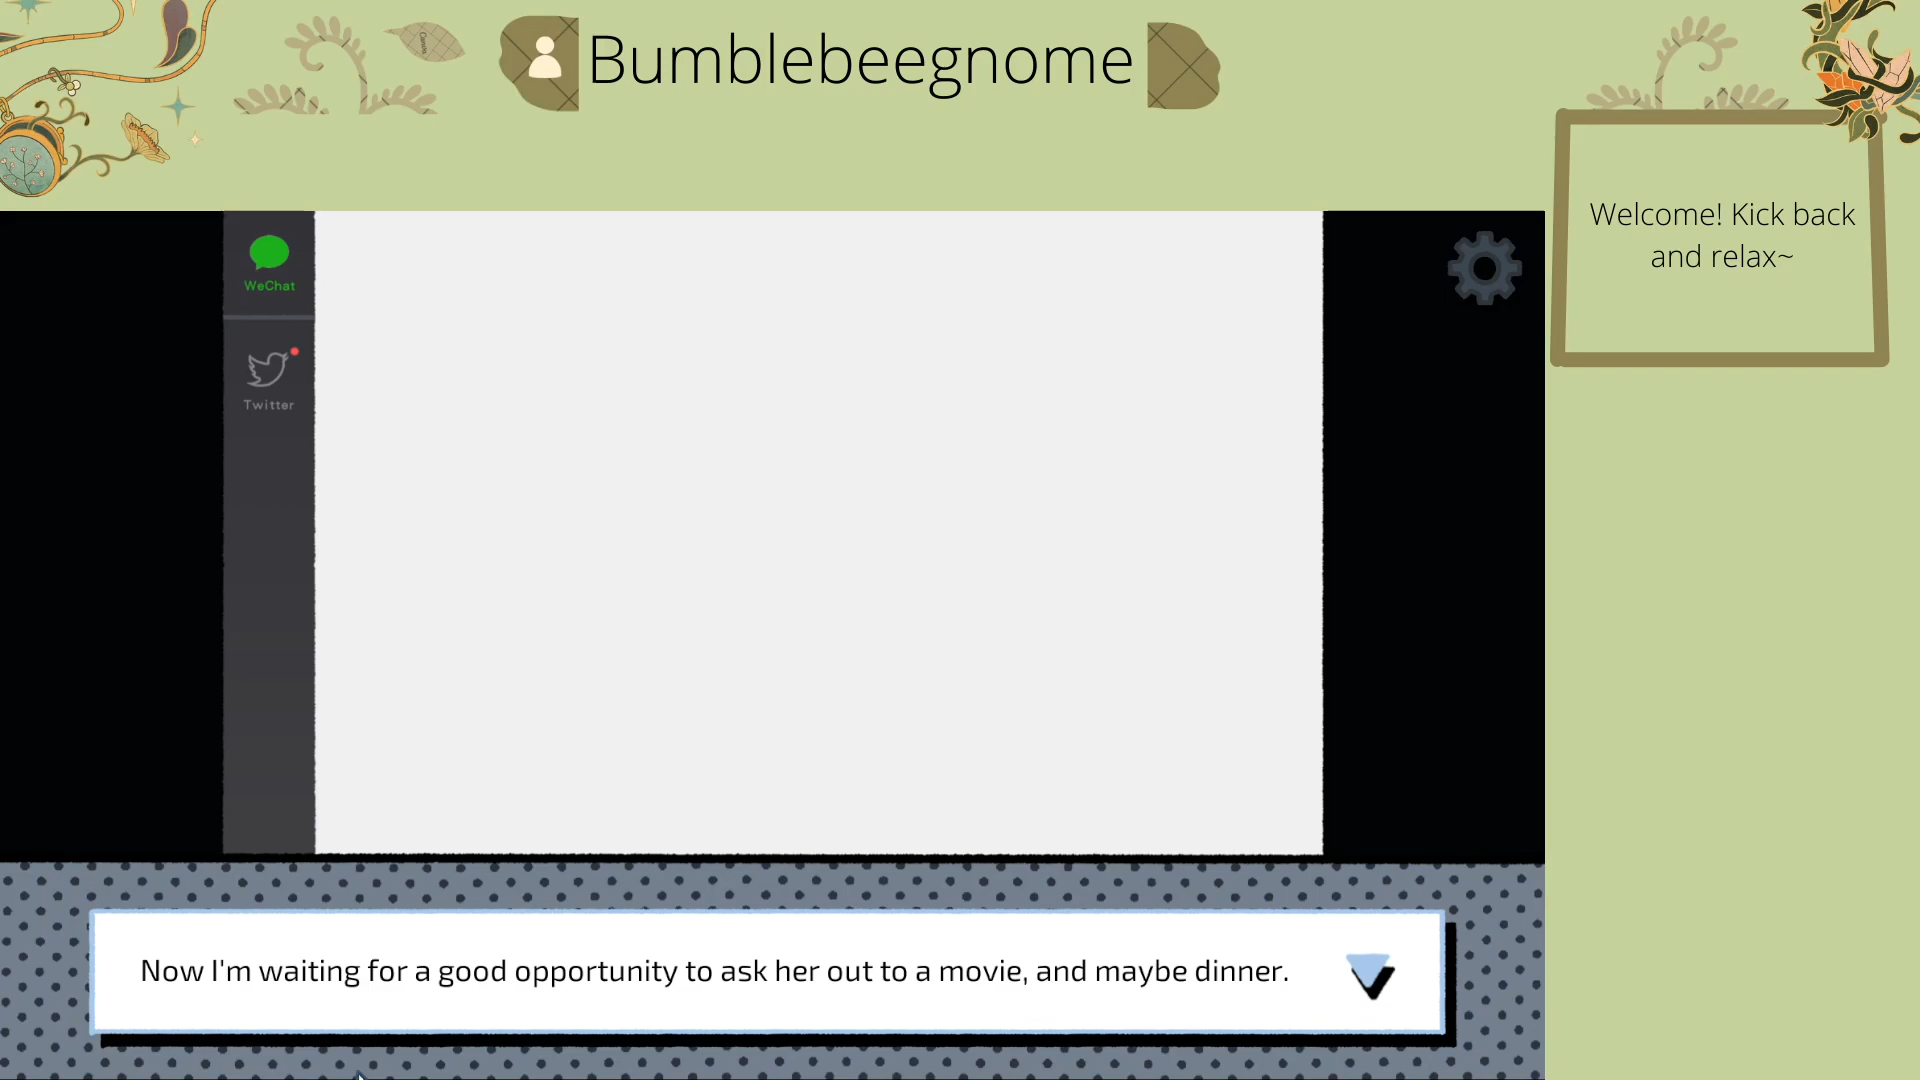 Bumblebeegnome
Welcome! Kick back
and relax~
WeChat
Twitter
Now I'm waiting for a good opportunity to ask her out to a movie, and maybe dinner.